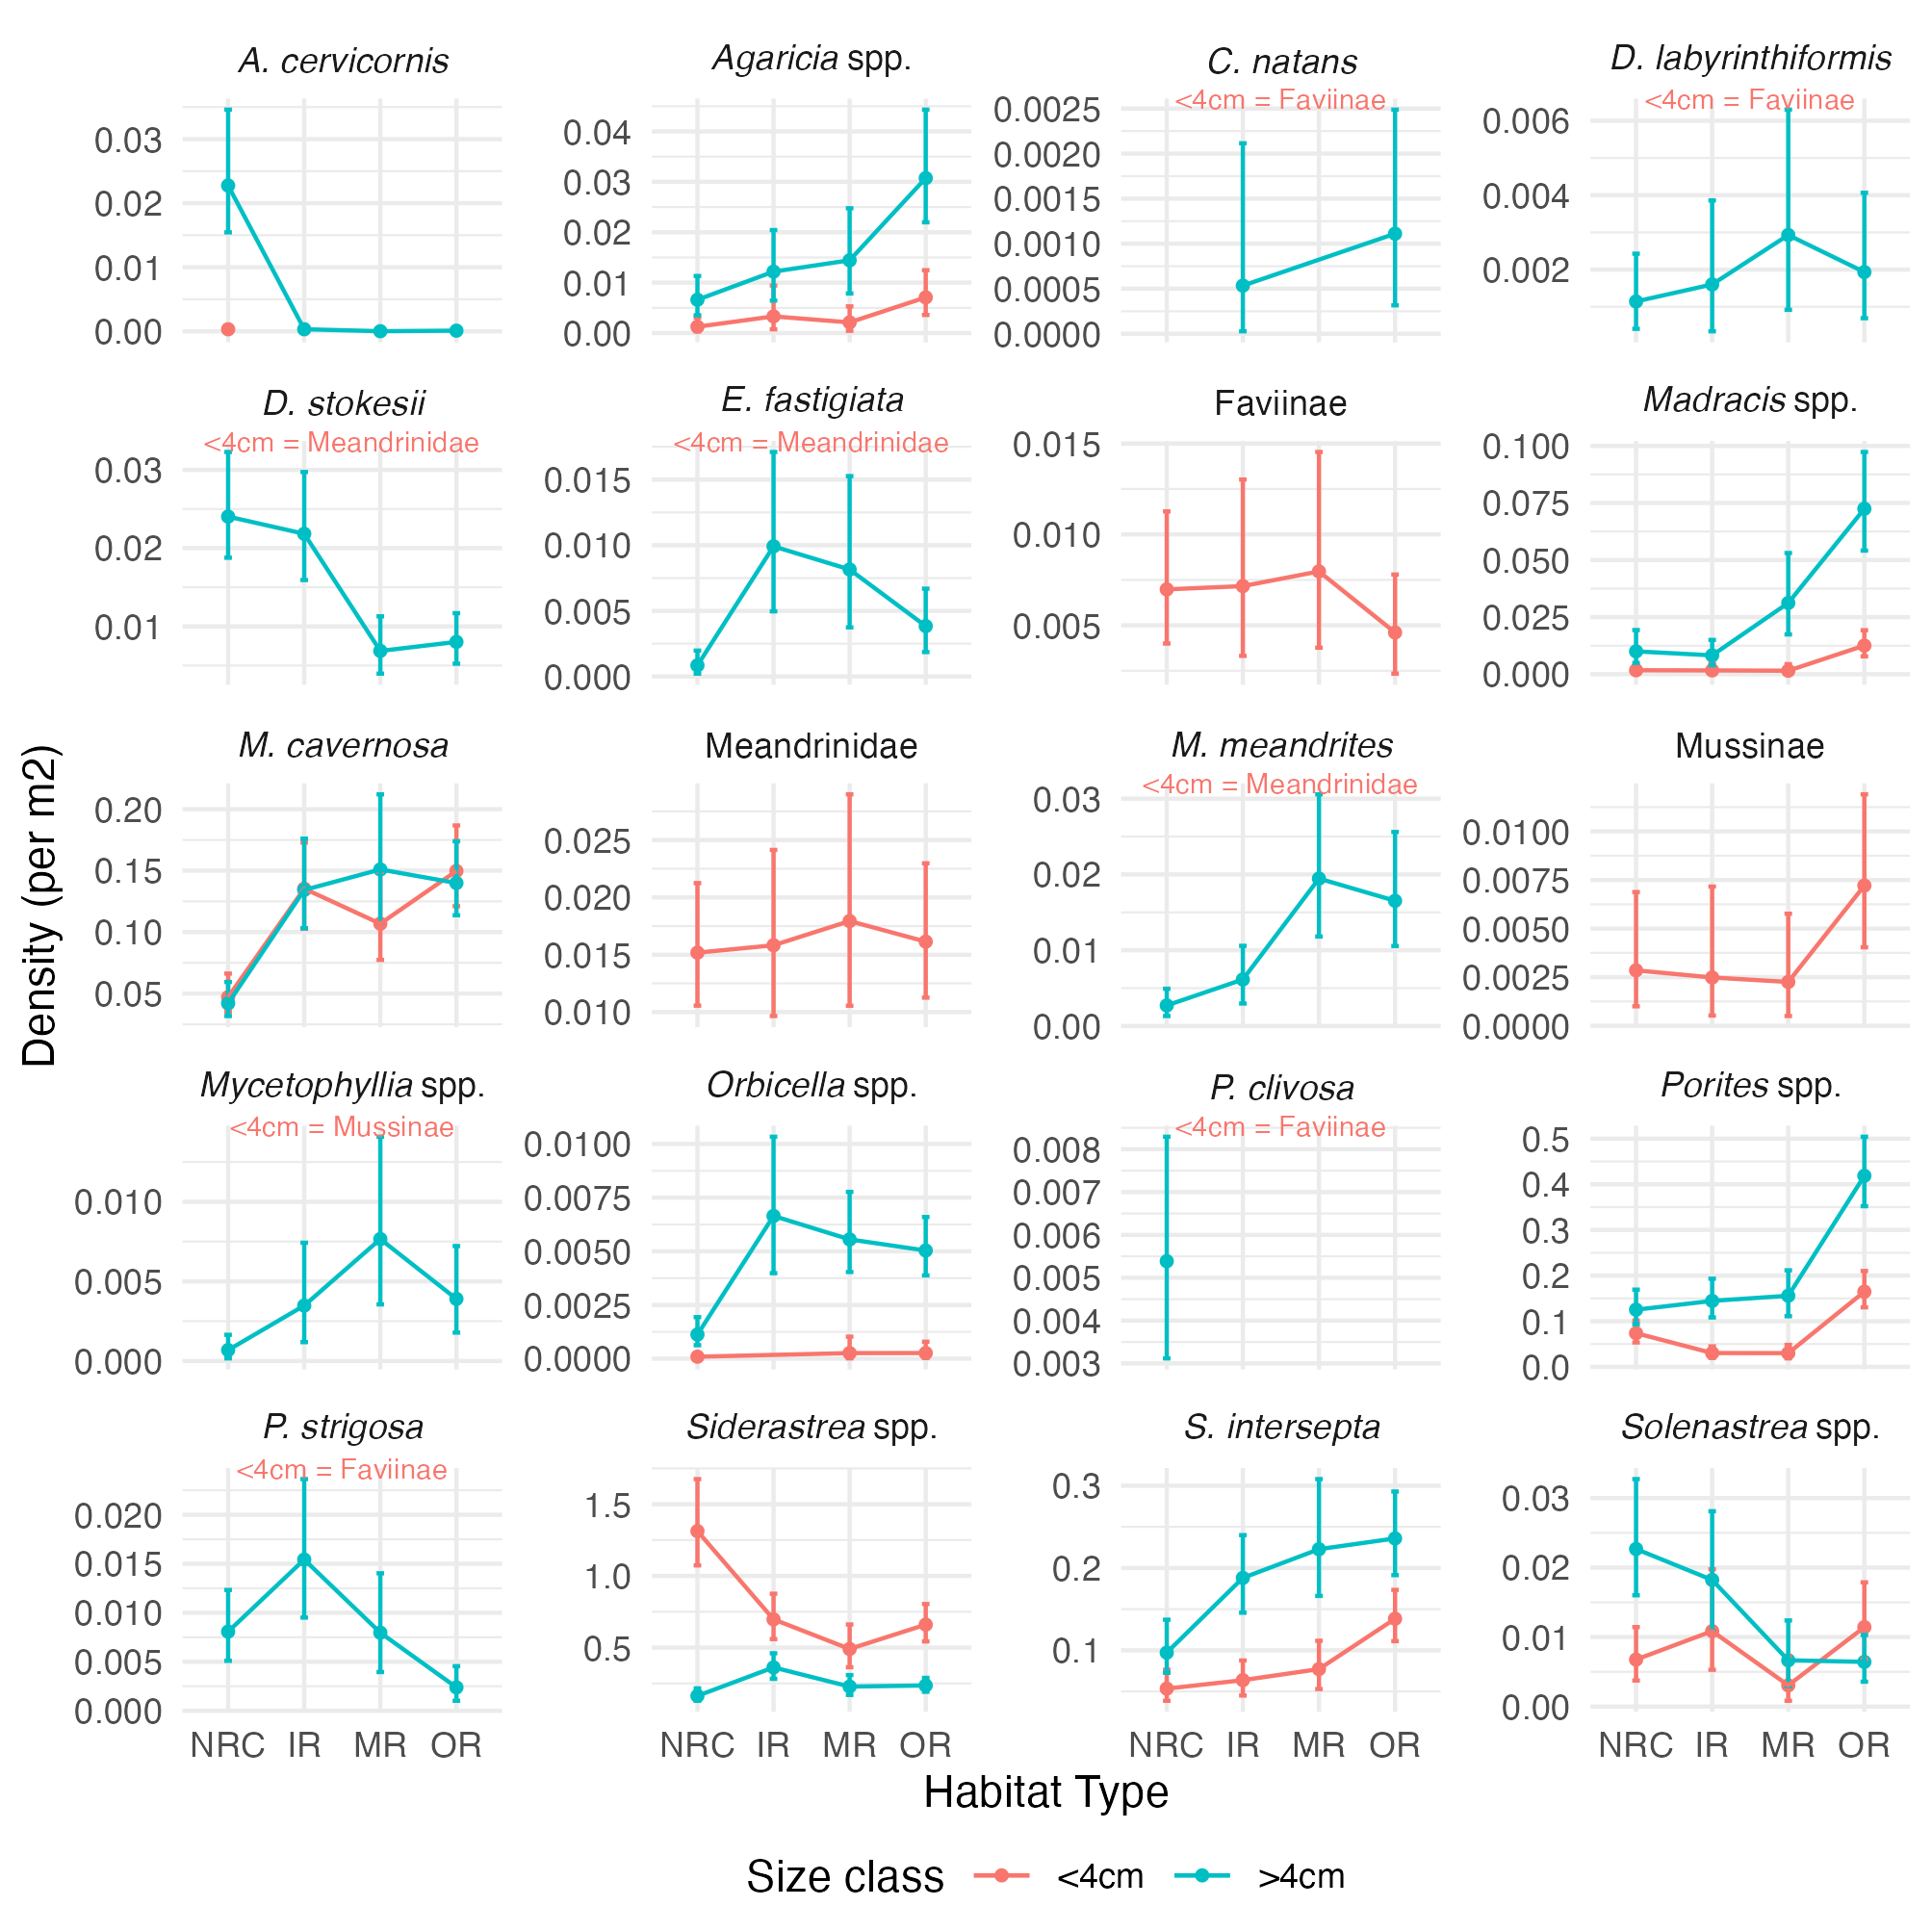 A. cervicornis
Agaricia spp.
C. natans
D. labyrinthiformis
<4cm = Faviinae
<4cm = Faviinae
0.03
0.02
0.01
0.00
0.04
0.03
0.02
0.01
0.00
0.0025
0.0020
0.0015
0.0010
0.0005
0.0000
0.006
0.004
0.002
D. stokesii
E. fastigiata
Faviinae
Madracis spp.
<4cm = Meandrinidae
<4cm = Meandrinidae
0.03
0.02
0.01
0.015
0.010
0.005
0.000
0.015
0.010
0.005
0.100
0.075
0.050
0.025
0.000
M. cavernosa
Meandrinidae
M. meandrites
Mussinae
<4cm = Meandrinidae
0.20
0.15
0.10
0.05
0.025
0.020
0.015
0.010
0.03
0.02
0.01
0.00
0.0100
0.0075
0.0050
0.0025
0.0000
Mycetophyllia spp.
Orbicella spp.
P. clivosa
Porites spp.
<4cm = Mussinae
<4cm = Faviinae
0.010
0.005
0.000
0.0100
0.0075
0.0050
0.0025
0.0000
0.008
0.007
0.006
0.005
0.004
0.003
0.5
0.4
0.3
0.2
0.1
0.0
P. strigosa
Siderastrea spp.
S. intersepta
Solenastrea spp.
<4cm = Faviinae
0.020
0.015
0.010
0.005
0.000
1.5
1.0
0.5
0.3
0.2
0.1
0.03
0.02
0.01
0.00
NRC IR MR OR
NRC IR MR OR
NRC IR MR OR
NRC IR MR OR
Density (per m2)
Habitat Type
Size class <4cm >4cm